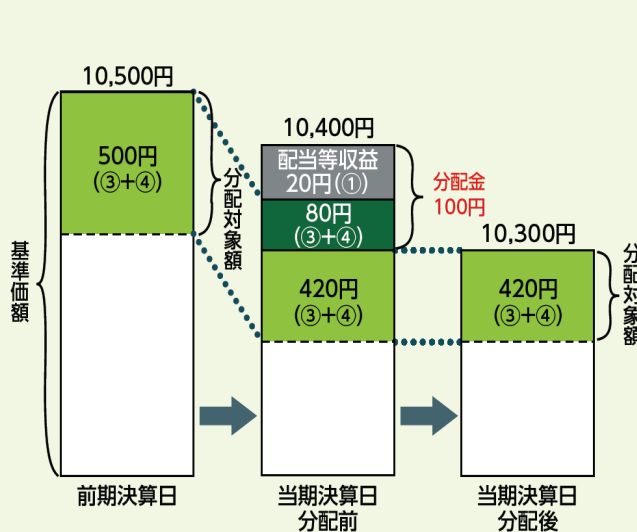 10,500円
500円
(③+④)
分配対象額
基準価額
前期決算日
10,400円
配当等収益
20円(①)
80円
(③+④)
420円
(③+④)
分配金
100円
当期決算日
分配前
10,300円
420円
(③+④)
分配対象額
当期決算日
分配後